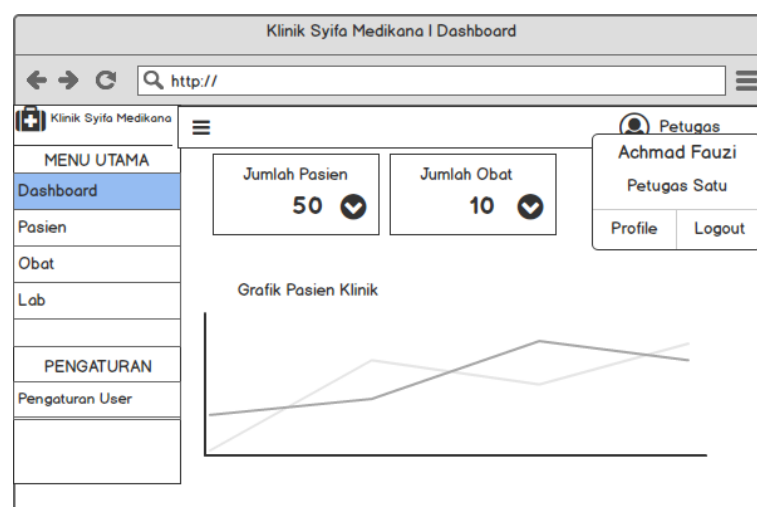 Klinik Syifa Medikana I Dashboard
http://
Klinik Syifa Medikana
Petugas
Achmad Fauzi
Petugas Satu
Profile Logout
MENU UTAMA
Dashboard
Pasien
Obat
Lab
PENGATURAN
Pengaturan User
Jumlah Pasien
50
Jumlah Obat
10
Grafik Pasien Klinik